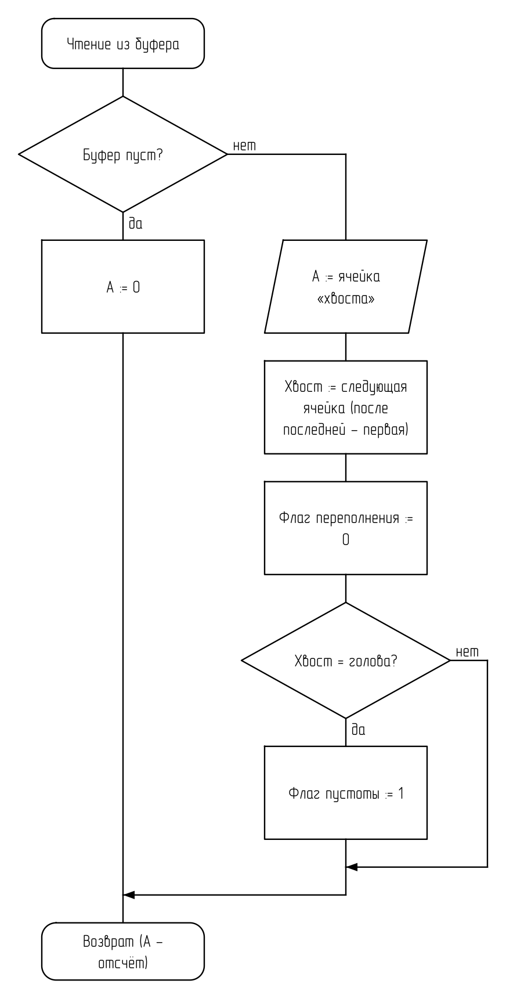 Чтение из буфера
Буфер пуст?
нет
да
А := 0
А := ячейка
«хвоста»
Хвост := следующая
ячейка (после
последней – первая)
Флаг переполнения :=
0
Хвост = голова?
нет
да
Флаг пустоты := 1
Возврат (А –
отсчёт)